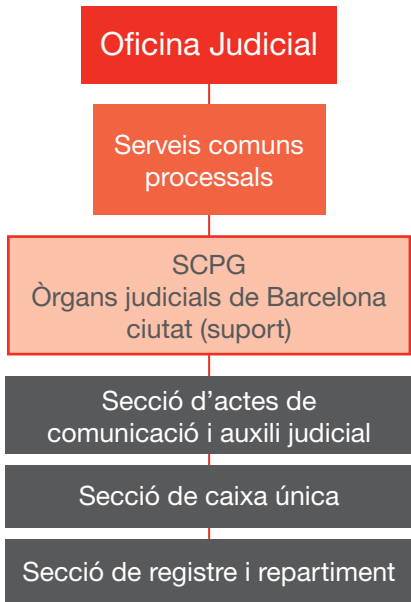 Oficina Judicial
Serveis comuns
processals
SCPG
Òrgans judicials de Barcelona
ciutat (suport)
Secció d’actes de
comunicació i auxili judicial
Secció de caixa única
Secció de registre i repartiment